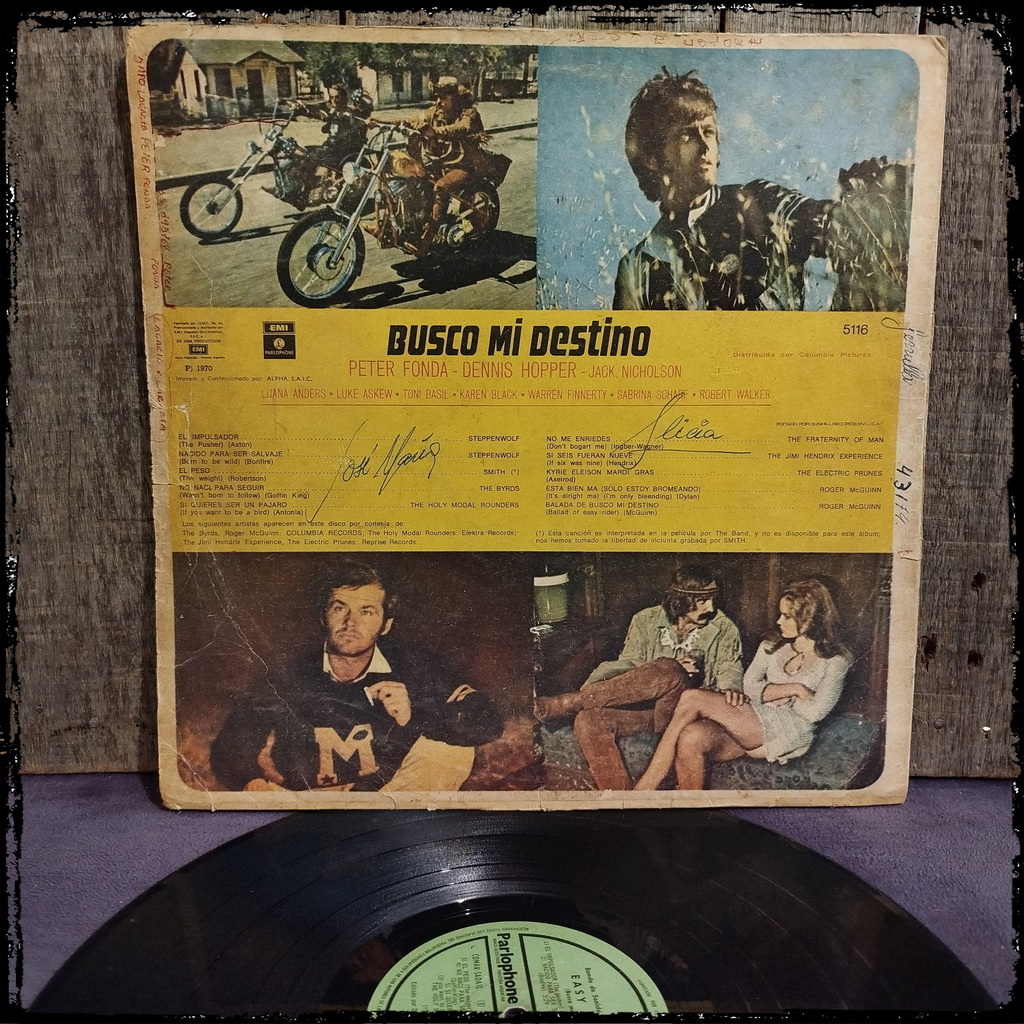 EMI
PARLOPHONE
EMI
P) 1970
Impreso y Confeccionado por: ALPHA S.A.I.C.
BUSCO MI DESTINO
5116
Distribuida por Columbia Pictures
PETER FONDA - DENNIS HOPPER - JACK NICHOLSON
LUANA ANDERS • LUKE ASKEW • TONI BASIL • KAREN BLACK • WARREN FINNERTY • SABRINA SCHARF • ROBERT WALKER
EL IMPULSADOR STEPPENWOLF
(The Pusher) (Axton)
NACIDO PARA SER SALVAJE STEPPENWOLF
(Born to be wild) (Bonfire)
EL PESO SMITH (*)
(The weight) (Robertson)
NO NACI PARA SEGUIR THE BYRDS
(Wasn't born to follow) (Goffin King)
SI QUIERES SER UN PAJARO THE HOLY MODAL ROUNDERS
(If you want to be a bird) (Antonia)
Los siguientes artistas aparecen en este disco por cortesía de:
The Byrds, Roger McGuinn: COLUMBIA RECORDS; The Holy Modal Rounders: Elektra Records;
The Jimi Hendrix Experience, The Electric Prunes: Reprise Records.
NO ME ENRIEDES THE FRATERNITY OF MAN
(Don't bogart me) (Ingber-Wagner)
SI SEIS FUERAN NUEVE THE JIMI HENDRIX EXPERIENCE
(If six was nine) (Hendrix)
KYRIE ELEISON MARDI GRAS THE ELECTRIC PRUNES
(Axelrod)
ESTA BIEN MA (SOLO ESTOY BROMEANDO) ROGER McGUINN
(It's alright ma) (I'm only bleending) (Dylan)
BALADA DE BUSCO MI DESTINO ROGER McGUINN
(Ballad of easy rider) (McGuinn)
(*) Esta canción es interpretada en la película por The Band, y no es disponible para este álbum;
nos hemos tomado la libertad de incluirla grabada por SMITH.
José María
Alicia
43174
M
Parlophone
EASY